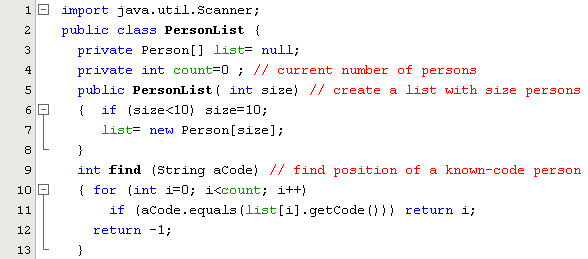 1 import java.util.Scanner;
2 public class PersonList {
3 private Person[] list= null;
4 private int count=0 ; // current number of persons
5 public PersonList( int size) // create a list with size persons
6 { if (size<10) size=10;
7 list= new Person[size];
8 }
9 int find (String aCode) // find position of a known-code person
10 { for (int i=0; i<count; i++)
11 if (aCode.equals(list[i].getCode())) return i;
12 return -1;
13 }